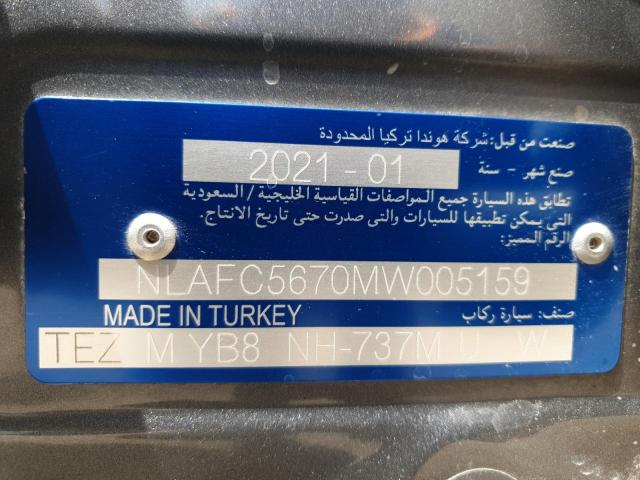 صنعت من قبل: شركة هوندا تركيا المحدودة
صنع شهر - سنة 2021 - 01
تطابق هذه السيارة جميع المواصفات القياسية الخليجية / السعودية
التي يمكن تطبيقها للسيارات والتى صدرت حتى تاريخ الانتاج.
الرقم المميز:
NLAFC5670MW005159
صنف: سيارة ركاب MADE IN TURKEY
TEZ M YB8 NH-737M U W